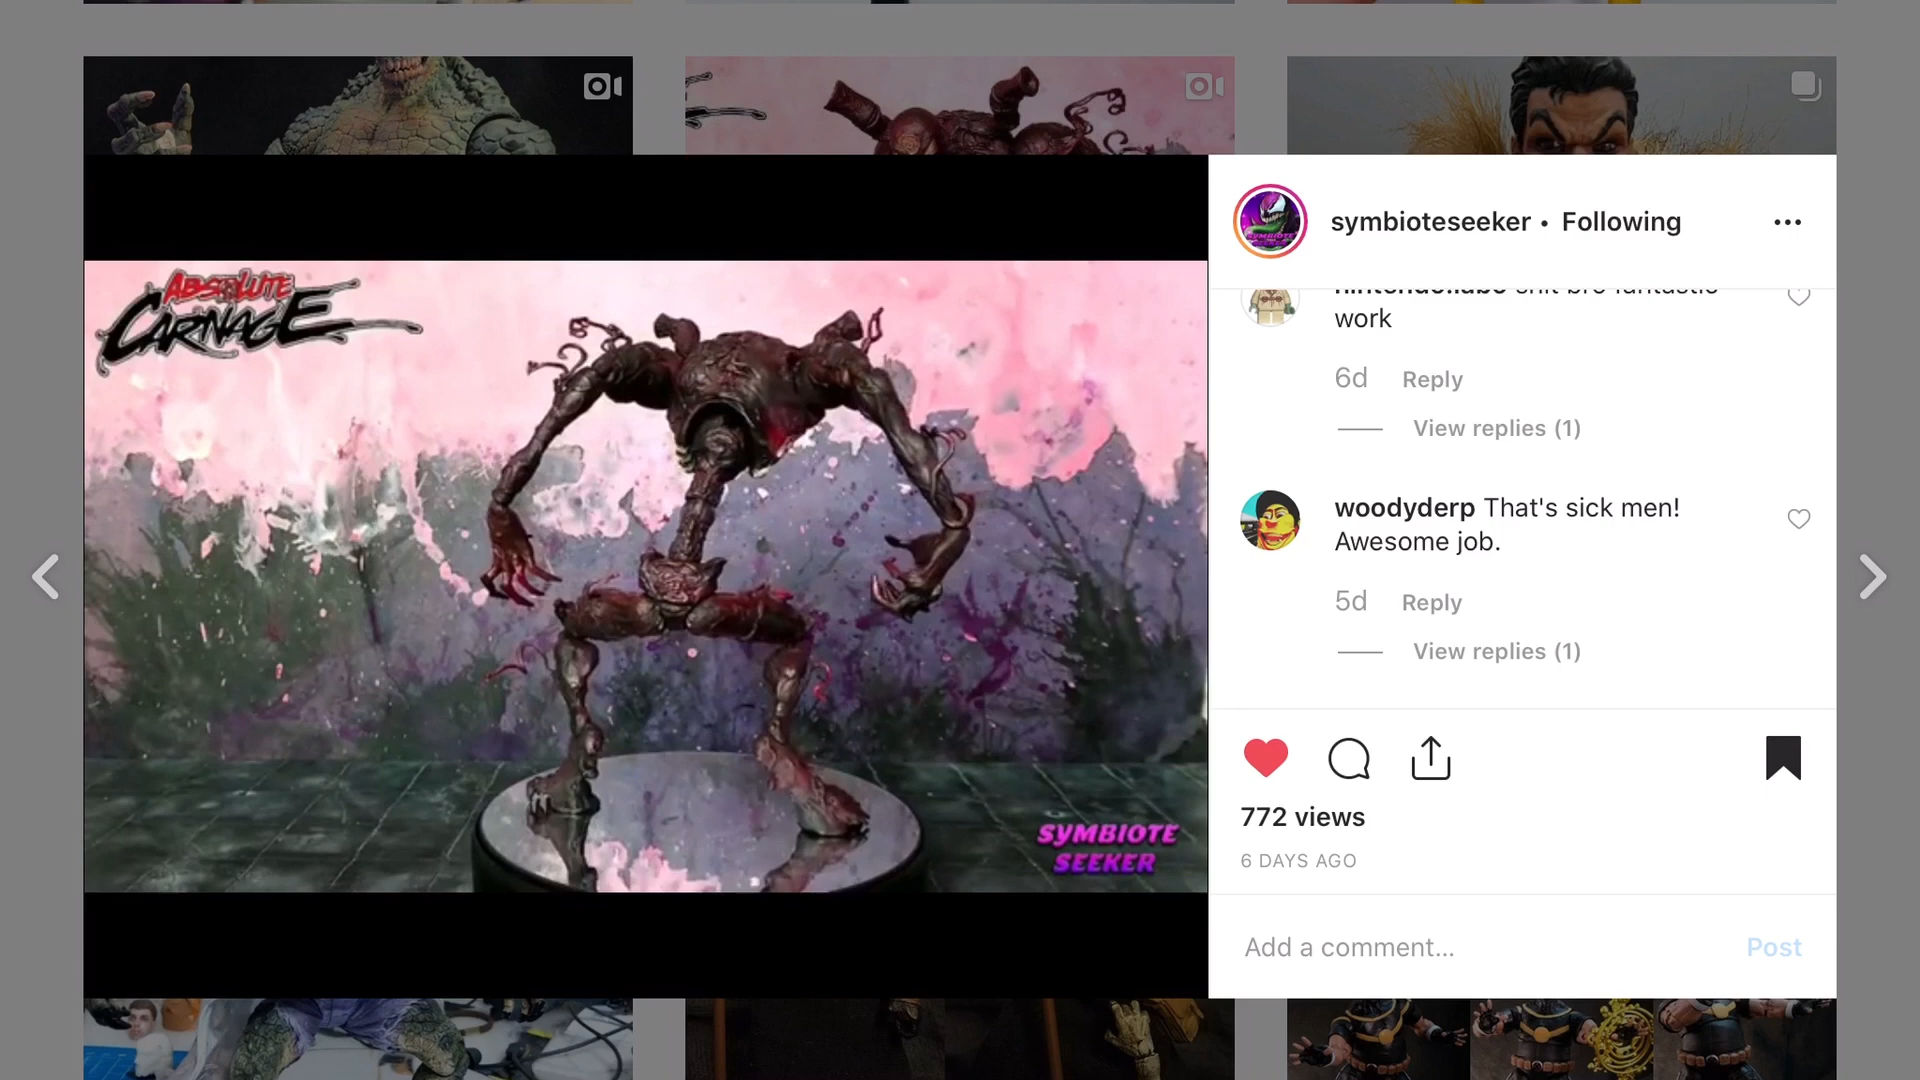 ABSOLUTE
CARNAGE
SYMBIOTE
SEEKER
symbioteseeker • Following
work
6d Reply
View replies (1)
woodyderp That's sick men!
Awesome job.
5d Reply
View replies (1)
772 views
6 DAYS AGO
Add a comment... Post